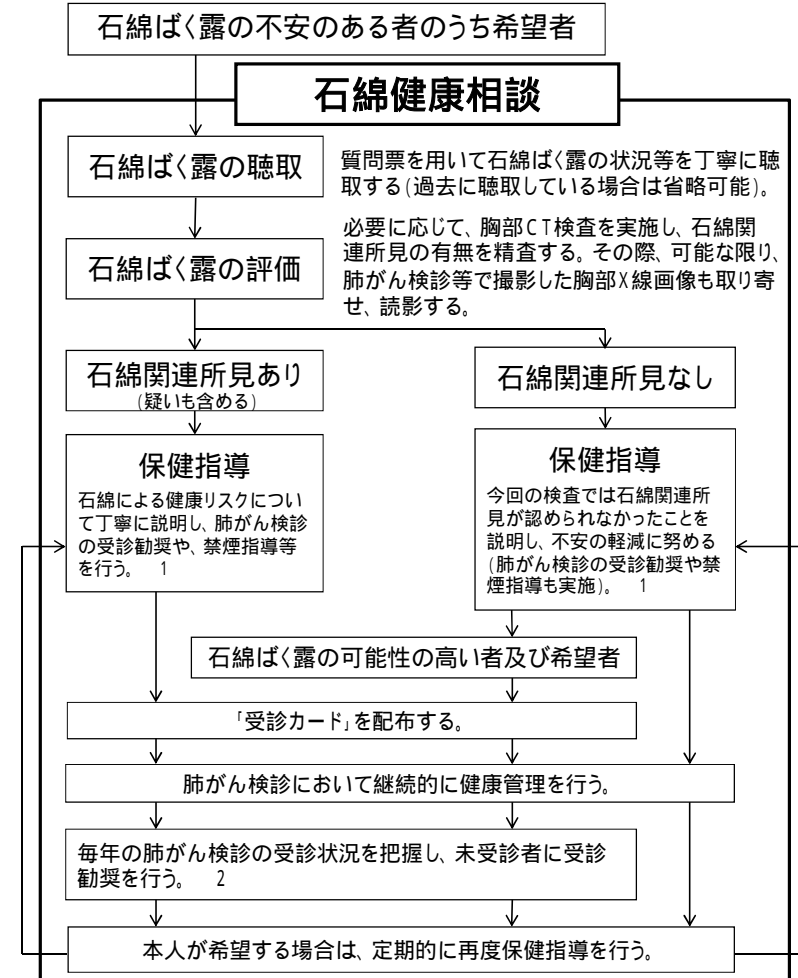 石綿ばく露の不安のある者のうち希望者
石綿健康相談
石綿ばく露の聴取
質問票を用いて石綿ばく露の状況等を丁寧に聴
取する(過去に聴取している場合は省略可能)。
石綿ばく露の評価
必要に応じて、胸部CT検査を実施し、石綿関
連所見の有無を精査する。その際、可能な限り、
肺がん検診等で撮影した胸部X線画像も取り寄
せ、読影する。
石綿関連所見あり
(疑いも含める)
石綿関連所見なし
保健指導
石綿による健康リスクについ
て丁寧に説明し、肺がん検診
の受診勧奨や、禁煙指導等
を行う。 1
保健指導
今回の検査では石綿関連所
見が認められなかったことを
説明し、不安の軽減に努める
(肺がん検診の受診勧奨や禁
煙指導も実施)。 1
石綿ばく露の可能性の高い者及び希望者
「受診カード」を配布する。
肺がん検診において継続的に健康管理を行う。
毎年の肺がん検診の受診状況を把握し、未受診者に受診
勧奨を行う。 2
本人が希望する場合は、定期的に再度保健指導を行う。